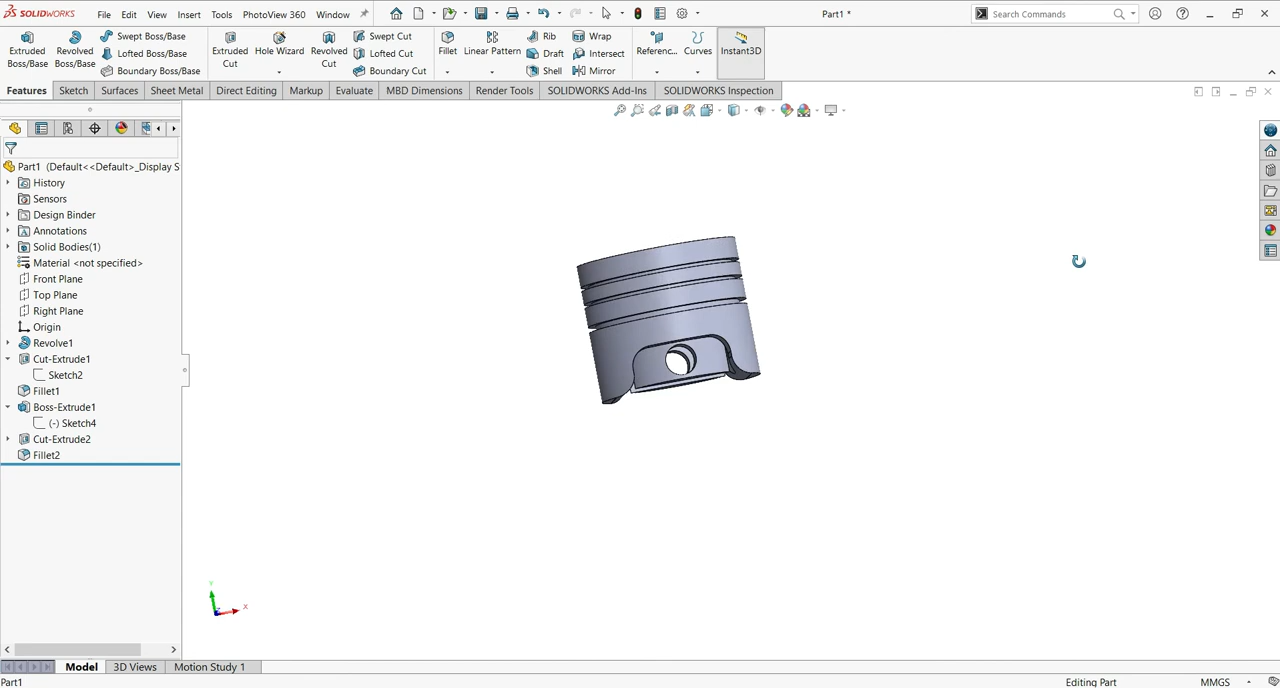 SOLIDWORKS File Edit View Insert Tools PhotoView 360 Window Part1 * Search Commands
Extruded Boss/Base
Revolved Boss/Base
Swept Boss/Base
Lofted Boss/Base
Boundary Boss/Base
Extruded Cut
Hole Wizard
Revolved Cut
Swept Cut
Lofted Cut
Boundary Cut
Fillet
Linear Pattern
Rib
Draft
Shell
Wrap
Intersect
Mirror
Referenc...
Curves
Instant3D
Features Sketch Surfaces Sheet Metal Direct Editing Markup Evaluate MBD Dimensions Render Tools SOLIDWORKS Add-Ins SOLIDWORKS Inspection
Part1 (Default<<Default>_Display S
History
Sensors
Design Binder
Annotations
Solid Bodies(1)
Material <not specified>
Front Plane
Top Plane
Right Plane
Origin
Revolve1
Cut-Extrude1
Sketch2
Fillet1
Boss-Extrude1
(-) Sketch4
Cut-Extrude2
Fillet2
Y
X
Z
Model 3D Views Motion Study 1
Part1 Editing Part MMGS